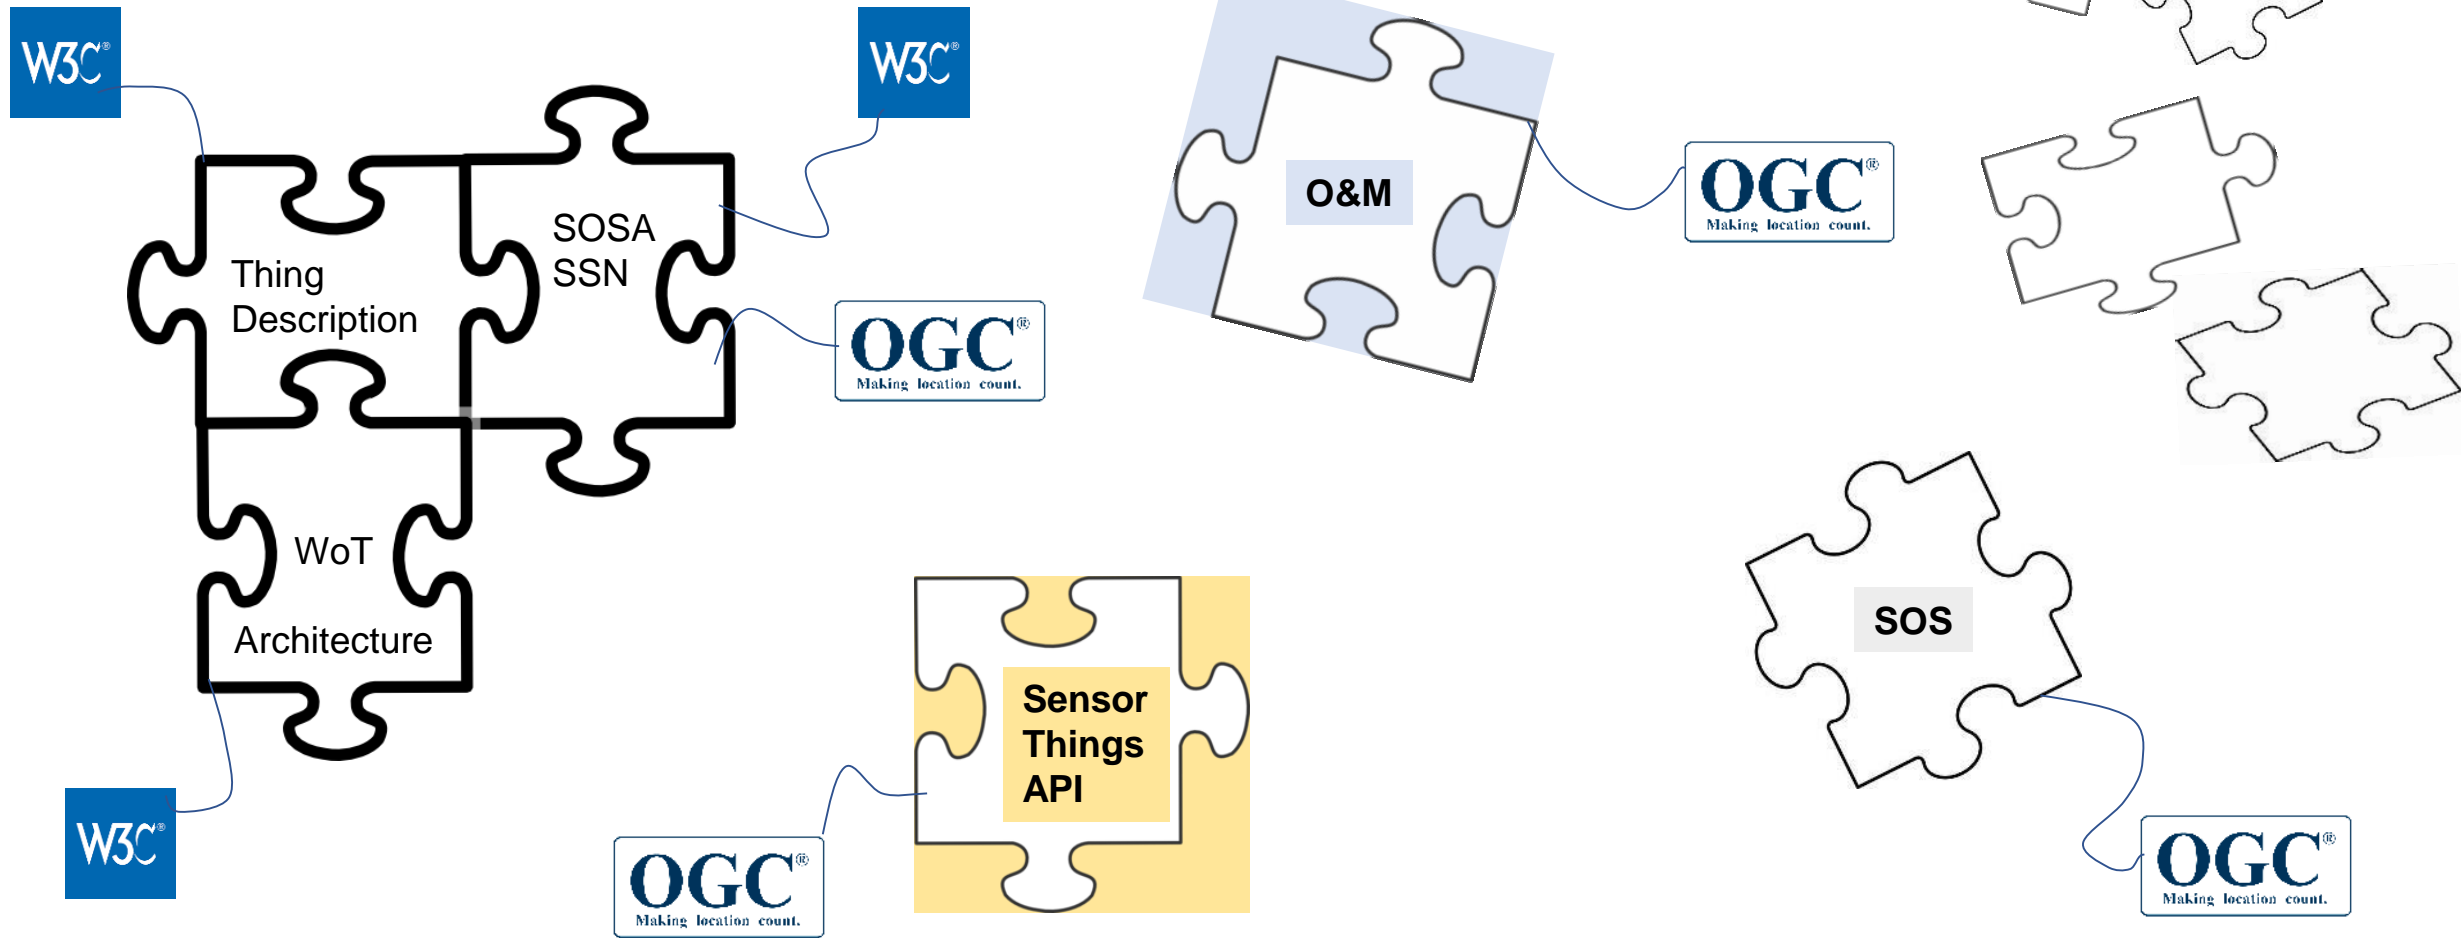 W3C®
W3C®
Thing
Description
SOSA
SSN
OGC®
Making location count.
WoT
Architecture
W3C®
O&M
OGC®
Making location count.
Sensor
Things
API
OGC®
Making location count.
SOS
OGC®
Making location count.